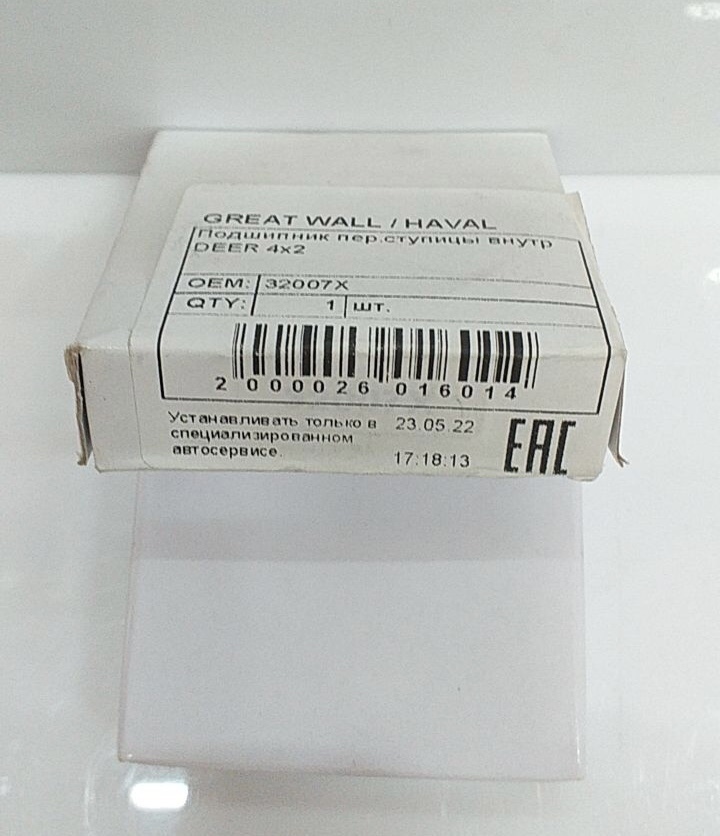 GREAT WALL / HAVAL
Подшипник пер.ступицы внутр
DEER 4x2
OEM: 32007X
QTY: 1 шт.
2 000026 016014
Устанавливать только в
специализированном
автосервисе.
23.05.22
17:18:13
EAC